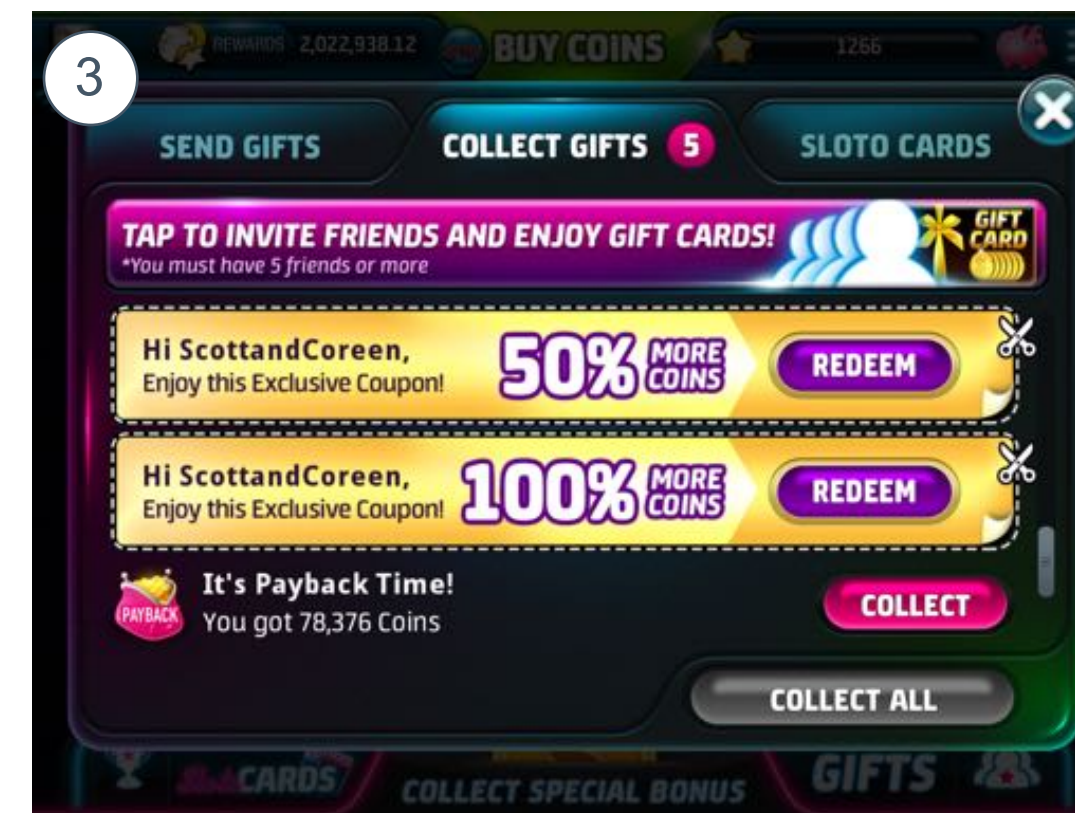 3
REWARDS 2,022,938.12
BUY COINS
1266
SEND GIFTS
COLLECT GIFTS 5
SLOTO CARDS
TAP TO INVITE FRIENDS AND ENJOY GIFT CARDS!
*You must have 5 friends or more
GIFT
CARD
Hi ScottandCoreen,
Enjoy this Exclusive Coupon!
50% MORE
COINS
REDEEM
Hi ScottandCoreen,
Enjoy this Exclusive Coupon!
100% MORE
COINS
REDEEM
PAYBACK
It's Payback Time!
You got 78,376 Coins
COLLECT
COLLECT ALL
CARDS
COLLECT SPECIAL BONUS
GIFTS